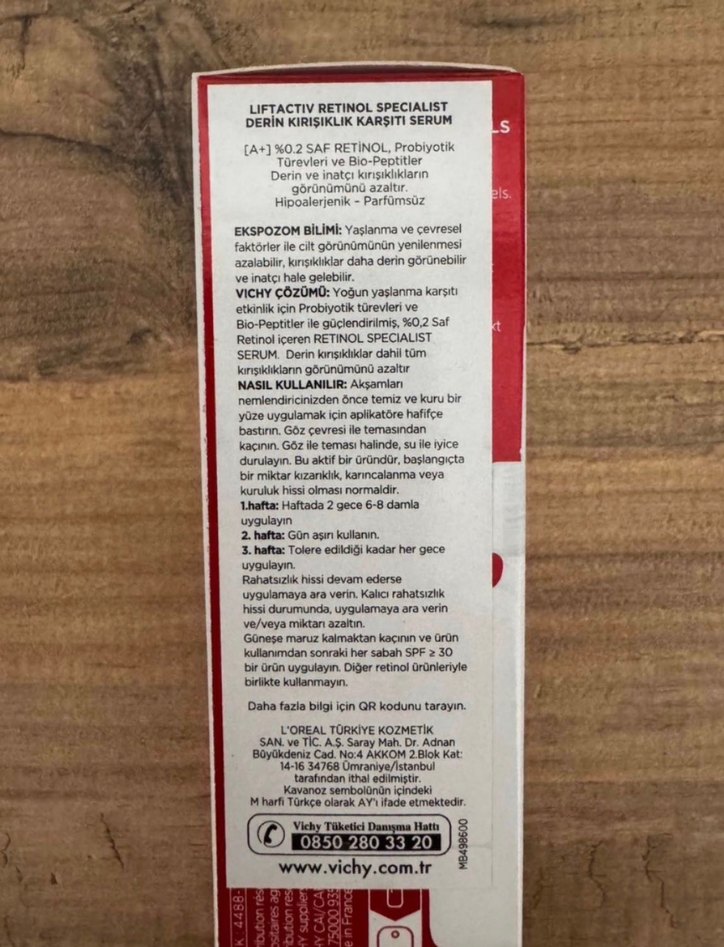 LIFTACTIV RETINOL SPECIALIST
DERİN KIRIŞIKLIK KARŞITI SERUM
[A+] %0.2 SAF RETİNOL, Probiyotik
Türevleri ve Bio-Peptitler
Derin ve inatçı kırışıklıkların
görünümünü azaltır.
Hipoalerjenik - Parfümsüz
EKSPOZOM BİLİMİ: Yaşlanma ve çevresel
faktörler ile cilt görünümünün yenilenmesi
azalabilir, kırışıklıklar daha derin görünebilir
ve inatçı hale gelebilir.
VICHY ÇÖZÜMÜ: Yoğun yaşlanma karşıti
etkinlik için Probiyotik türevleri ve
Bio-Peptitler ile güçlendirilmiş, %0,2 Saf
Retinol içeren RETINOL SPECIALIST
SERUM. Derin kırışıklıklar dahil tüm
kırışıklıkların görünümünü azaltır
NASIL KULLANILIR: Akşamları
nemlendiricinizden önce temiz ve kuru bir
yüze uygulamak için aplikatöre hafifçe
bastırın. Göz çevresi ile temasından
kaçının. Göz ile teması halinde, su ile iyice
durulayın. Bu aktif bir üründür, başlangıçta
bir miktar kızarıklık, karıncalanma veya
kuruluk hissi olması normaldir.
1.hafta: Haftada 2 gece 6-8 damla
uygulayın
2. hafta: Gün aşırı kullanın.
3. hafta: Tolere edildiği kadar her gece
uygulayın.
Rahatsızlık hissi devam ederse
uygulamaya ara verin. Kalıcı rahatsızlık
hissi durumunda, uygulamaya ara verin
ve/veya miktarı azaltın.
Güneşe maruz kalmaktan kaçının ve ürün
kullanımdan sonraki her sabah SPF ≥ 30
bir ürün uygulayın. Diğer retinol ürünleriyle
birlikte kullanmayın.
Daha fazla bilgi için QR kodunu tarayın.
L'OREAL TÜRKİYE KOZMETİK
SAN. ve TİC. A.Ş. Saray Mah. Dr. Adnan
Büyükdeniz Cad. No:4 AKKOM 2.Blok Kat:
14-16 34768 Ümraniye/İstanbul
tarafından ithal edilmiştir.
Kavanoz sembolünün içindeki
M harfi Türkçe olarak AY'ı ifade etmektedir.
Vichy Tüketici Danışma Hattı
0850 280 33 20
www.vichy.com.tr
MB498600
LS
els.
xt